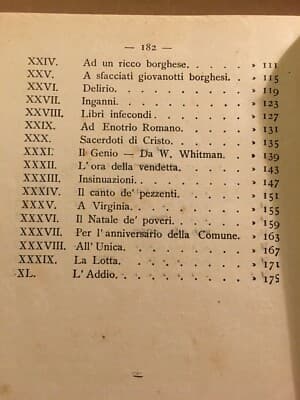 — 182 —
XXIV. Ad un ricco borghese. . . . » 111
XXV. A sfacciati giovanotti borghesi. . . » 115
XXVI. Delirio. . . . . . . . » 119
XXVII. Inganni. . . . . . . . » 123
XXVIII. Libri infecondi. . . . . . » 127
XXIX. Ad Enotrio Romano. . . . . » 131
XXX. Sacerdoti di Cristo. . . . . » 135
XXXI. Il Genio — Da W. Whitman. . . » 139
XXXII. L'ora della vendetta. . . . . » 143
XXXIII. Insinuazioni. . . . . . . » 147
XXXIV. Il canto de' pezzenti. . . . . » 151
XXXV. A Virginia. . . . . . . » 155
XXXVI. Il Natale de' poveri. . . . . » 159
XXXVII. Per l'anniversario della Comune. . » 163
XXXVIII. All'Unica. . . . . . . » 167
XXXIX. La Lotta. . . . . . . . » 171
XL. L'Addio. . . . . . . . » 175